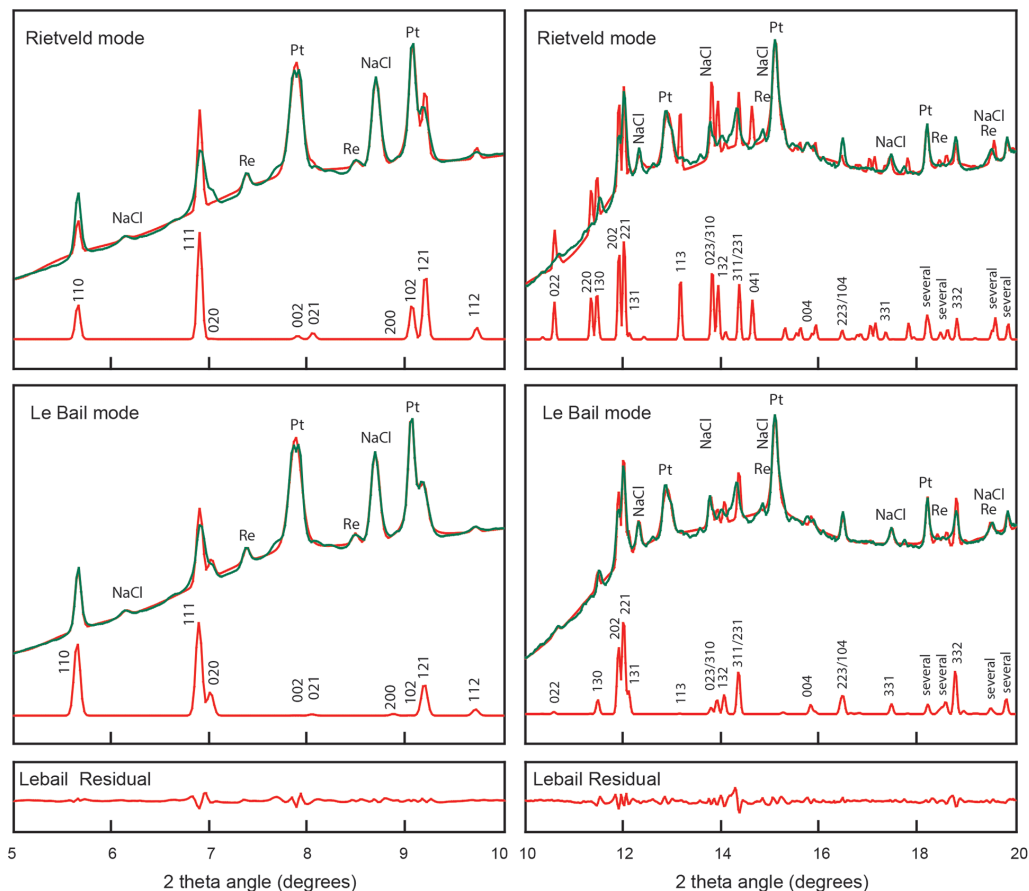 Rietveld mode
Pt
Pt
NaCl
Re
Re
NaCl
110
111
020
002
021
200
102
121
112
Rietveld mode
Pt
NaCl
NaCl
Re
Pt
NaCl
Pt
Re
NaCl
NaCl
Re
022
220
130
202
221
131
113
023/310
132
311/231
041
004
223/104
331
several
several
332
several
several
Le Bail mode
Pt
Pt
NaCl
Re
Re
NaCl
110
111
020
002
021
200
102
121
112
Le Bail mode
Pt
NaCl
NaCl
Re
Pt
NaCl
Pt
Re
NaCl
NaCl
Re
022
130
202
221
131
113
023/310
132
311/231
004
223/104
331
several
several
332
several
several
Lebail Residual
Lebail Residual
5 6 7 8 9 10
10 12 14 16 18 20
2 theta angle (degrees)
2 theta angle (degrees)